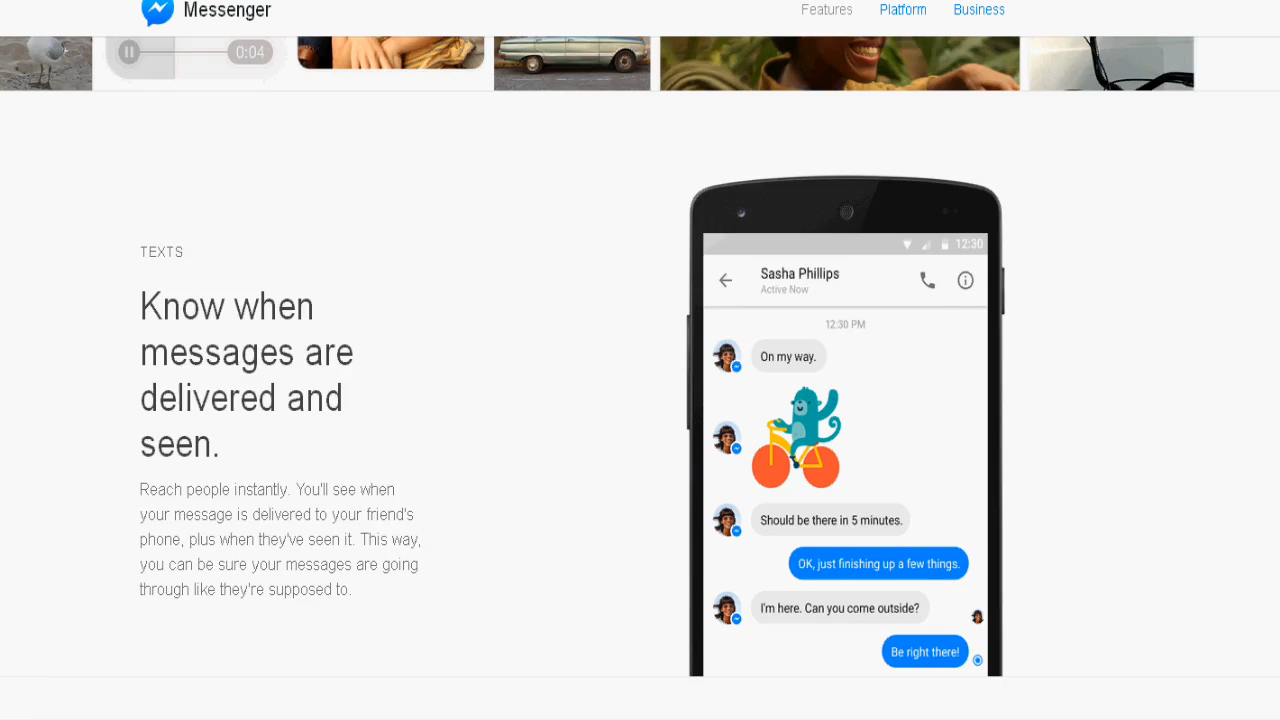 Messenger
Features Platform Business
0:04
TEXTS
Know when
messages are
delivered and
seen.
Reach people instantly. You'll see when
your message is delivered to your friend's
phone, plus when they've seen it. This way,
you can be sure your messages are going
through like they're supposed to.
12:30
Sasha Phillips
Active Now
12:30 PM
On my way.
Should be there in 5 minutes.
OK, just finishing up a few things.
I'm here. Can you come outside?
Be right there!